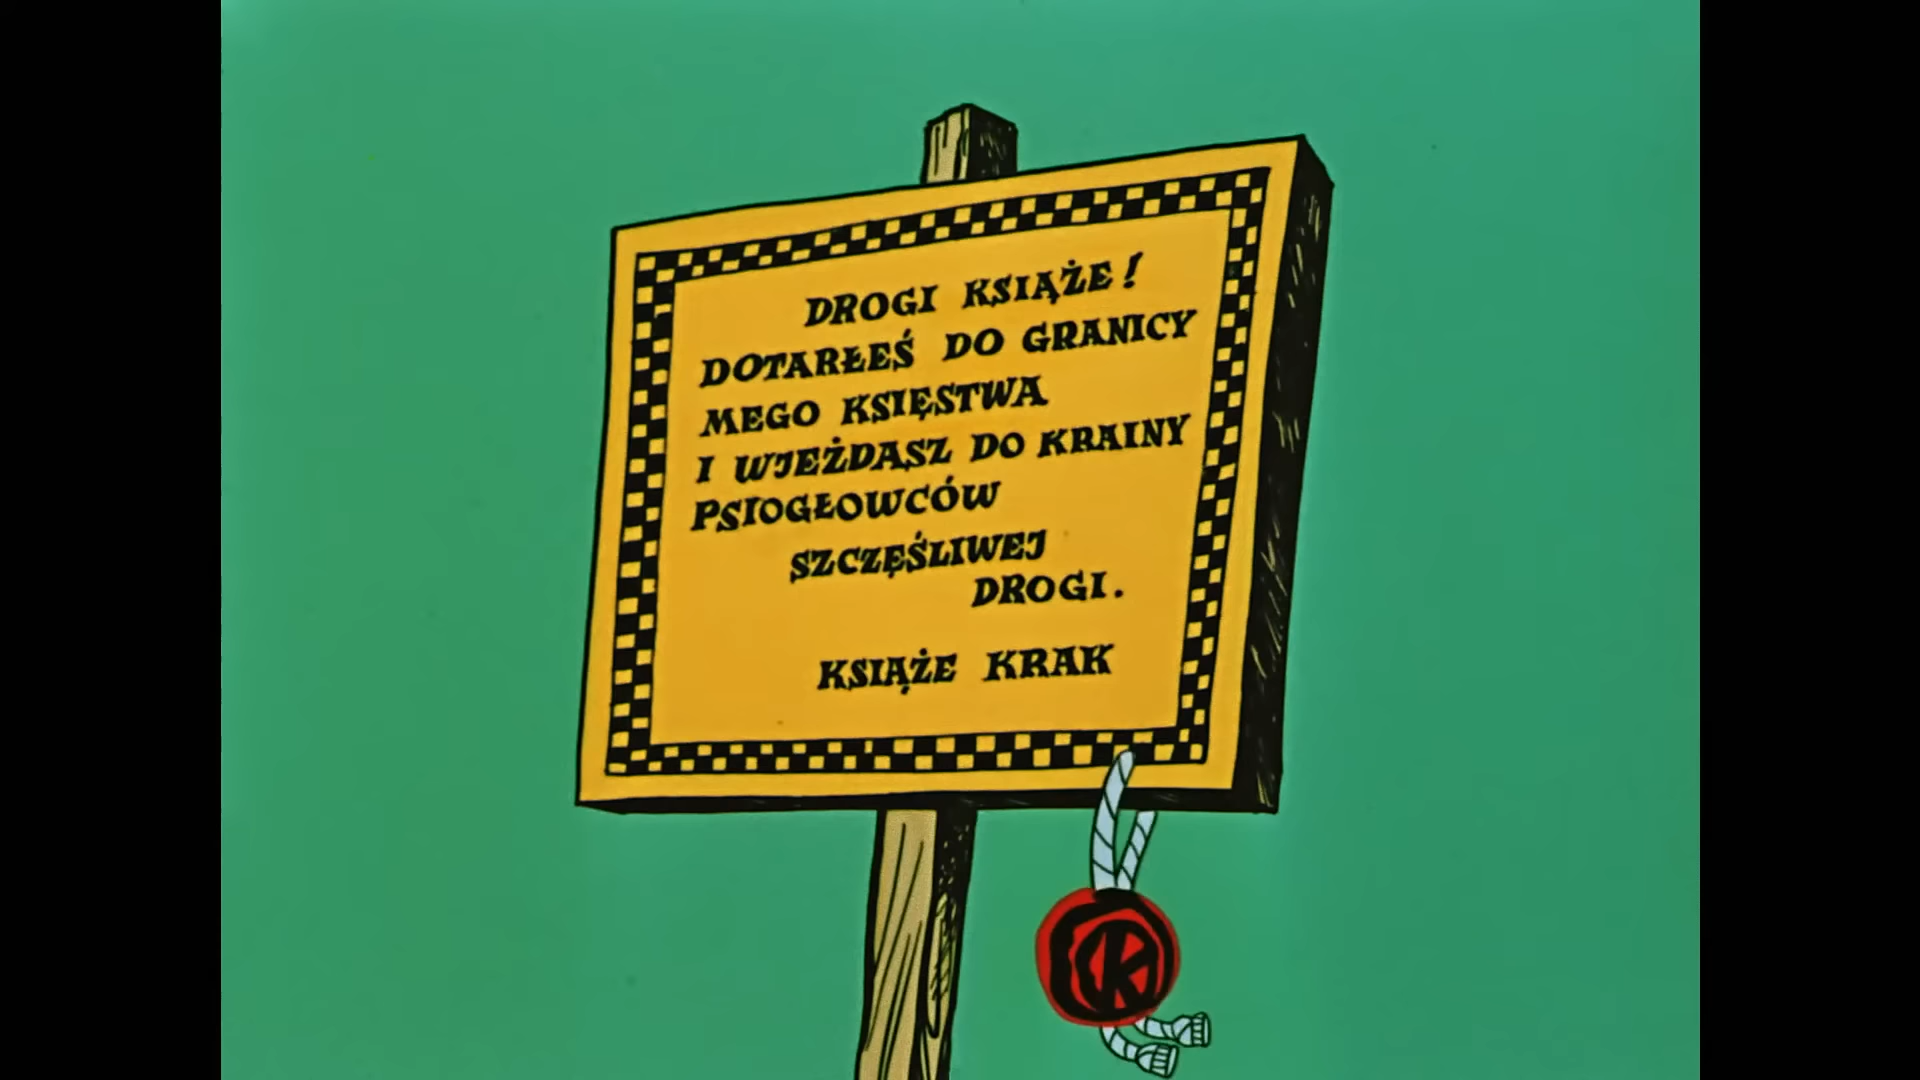 DROGI KSIĄŻE!
DOTARŁEŚ DO GRANICY
MEGO KSIĘSTWA
I WJEŻDASZ DO KRAINY
PSIOGŁOWCÓW
SZCZĘŚLIWEJ
DROGI.
KSIĄŻE KRAK
K